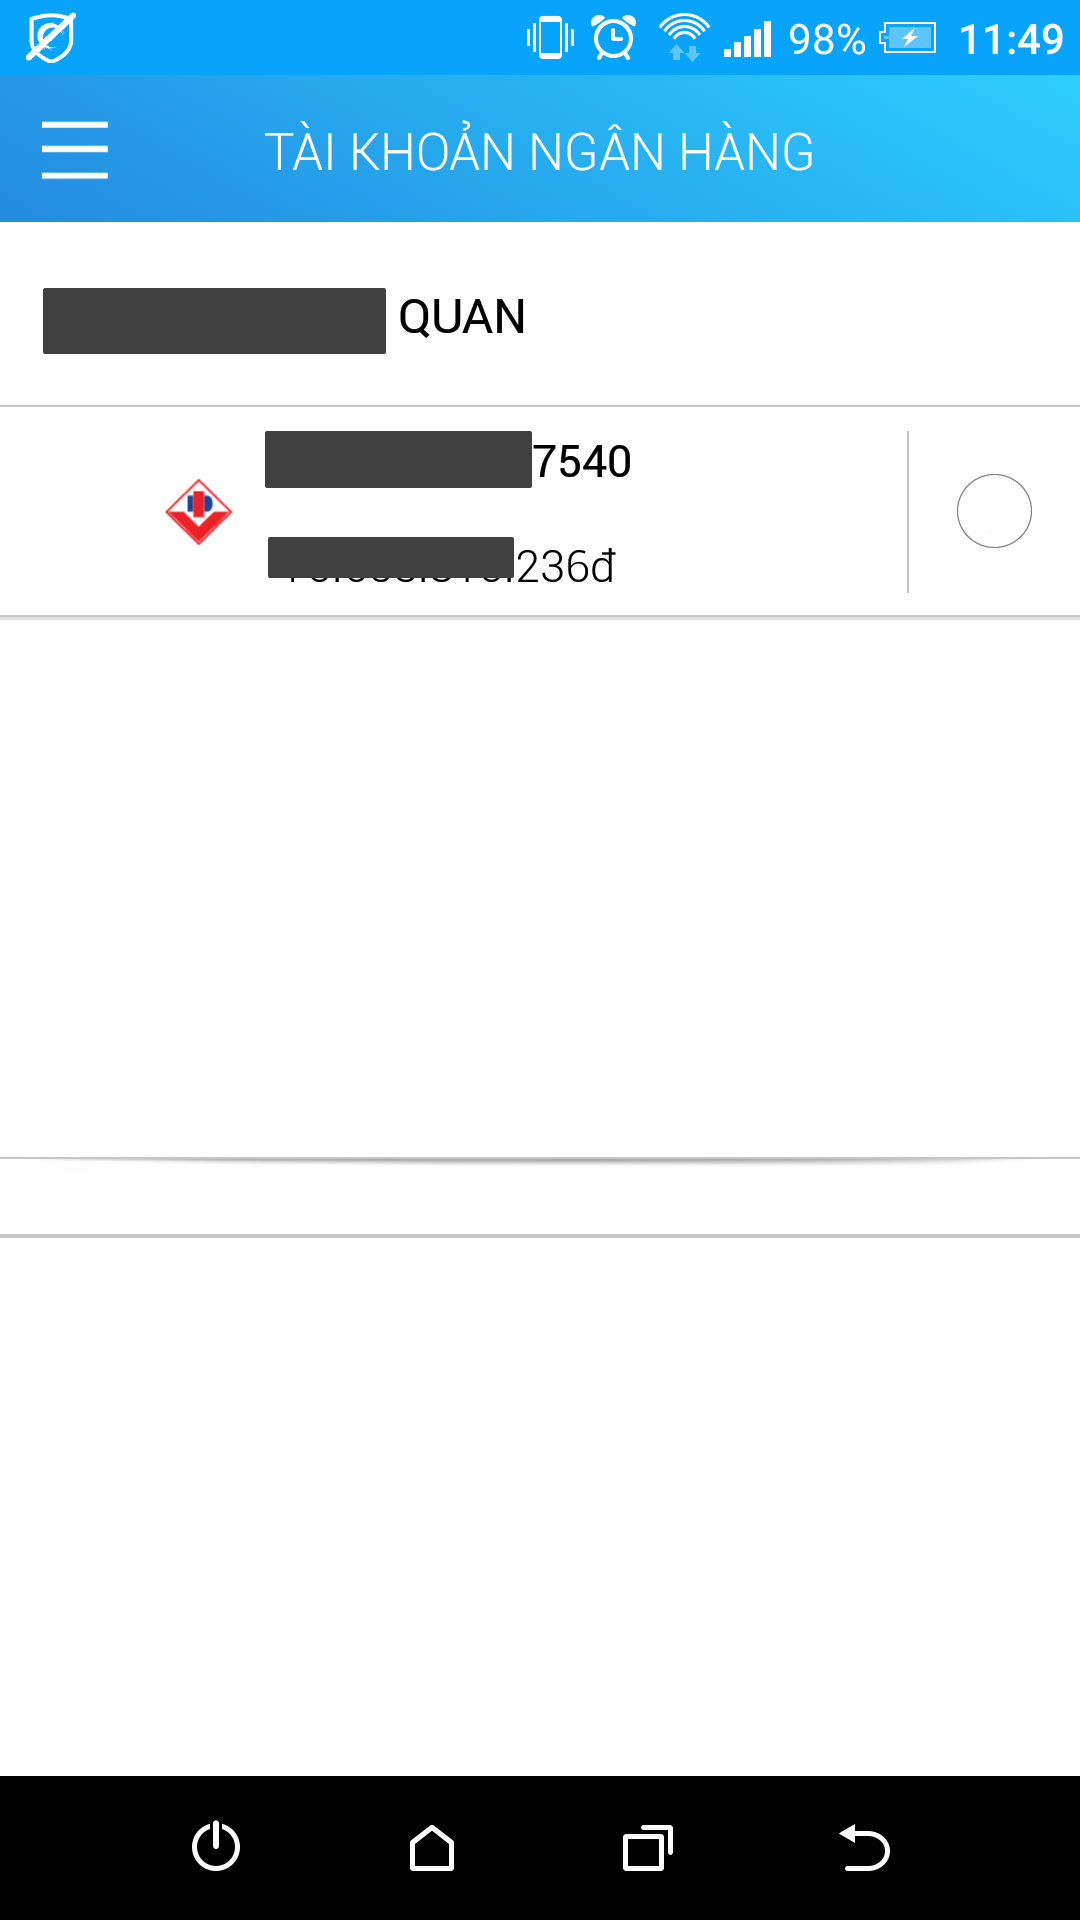 98% 11:49
TÀI KHOẢN NGÂN HÀNG
QUAN
7540
236đ